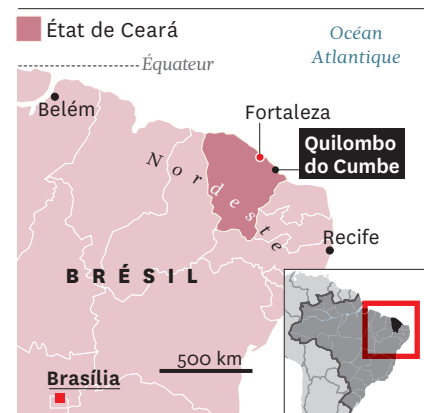 État de Ceará
Océan
Atlantique
Équateur
Belém
Fortaleza
Quilombo
do Cumbe
Nordeste
Recife
BRÉSIL
500 km
Brasília